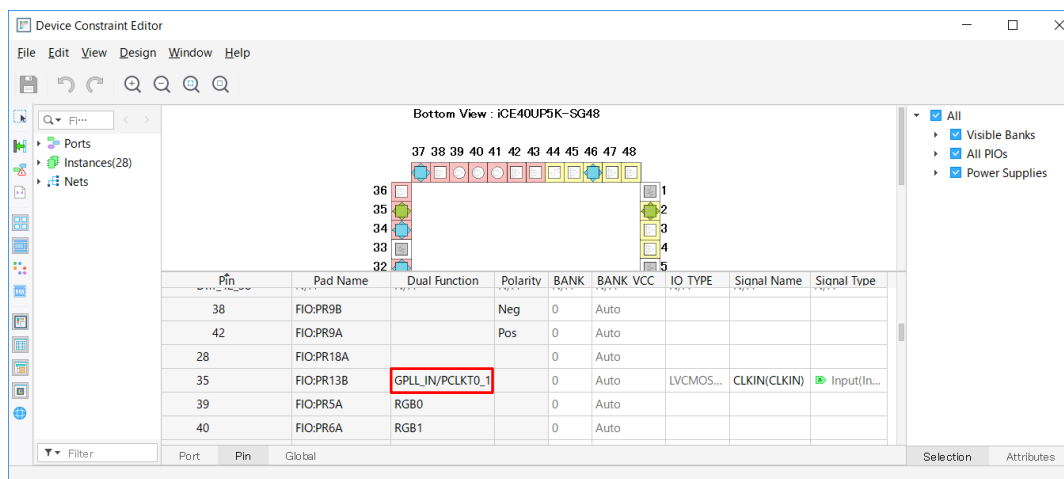 Device Constraint Editor
File Edit View Design Window Help
Fi...
Ports
Instances(28)
Nets
Filter
Bottom View : iCE40UP5K-SG48
37 38 39 40 41 42 43 44 45 46 47 48
36 1
35 2
34 3
33 4
32 5
Pin Pad Name Dual Function Polarity BANK BANK VCC IO TYPE Signal Name Signal Type
38 FIO:PR9B Neg 0 Auto
42 FIO:PR9A Pos 0 Auto
28 FIO:PR18A 0 Auto
35 FIO:PR13B GPLL_IN/PCLKT0_1 0 Auto LVCMOS... CLKIN(CLKIN) Input(In...
39 FIO:PR5A RGB0 0 Auto
40 FIO:PR6A RGB1 0 Auto
Port Pin Global
All
Visible Banks
All PIOs
Power Supplies
Selection Attributes